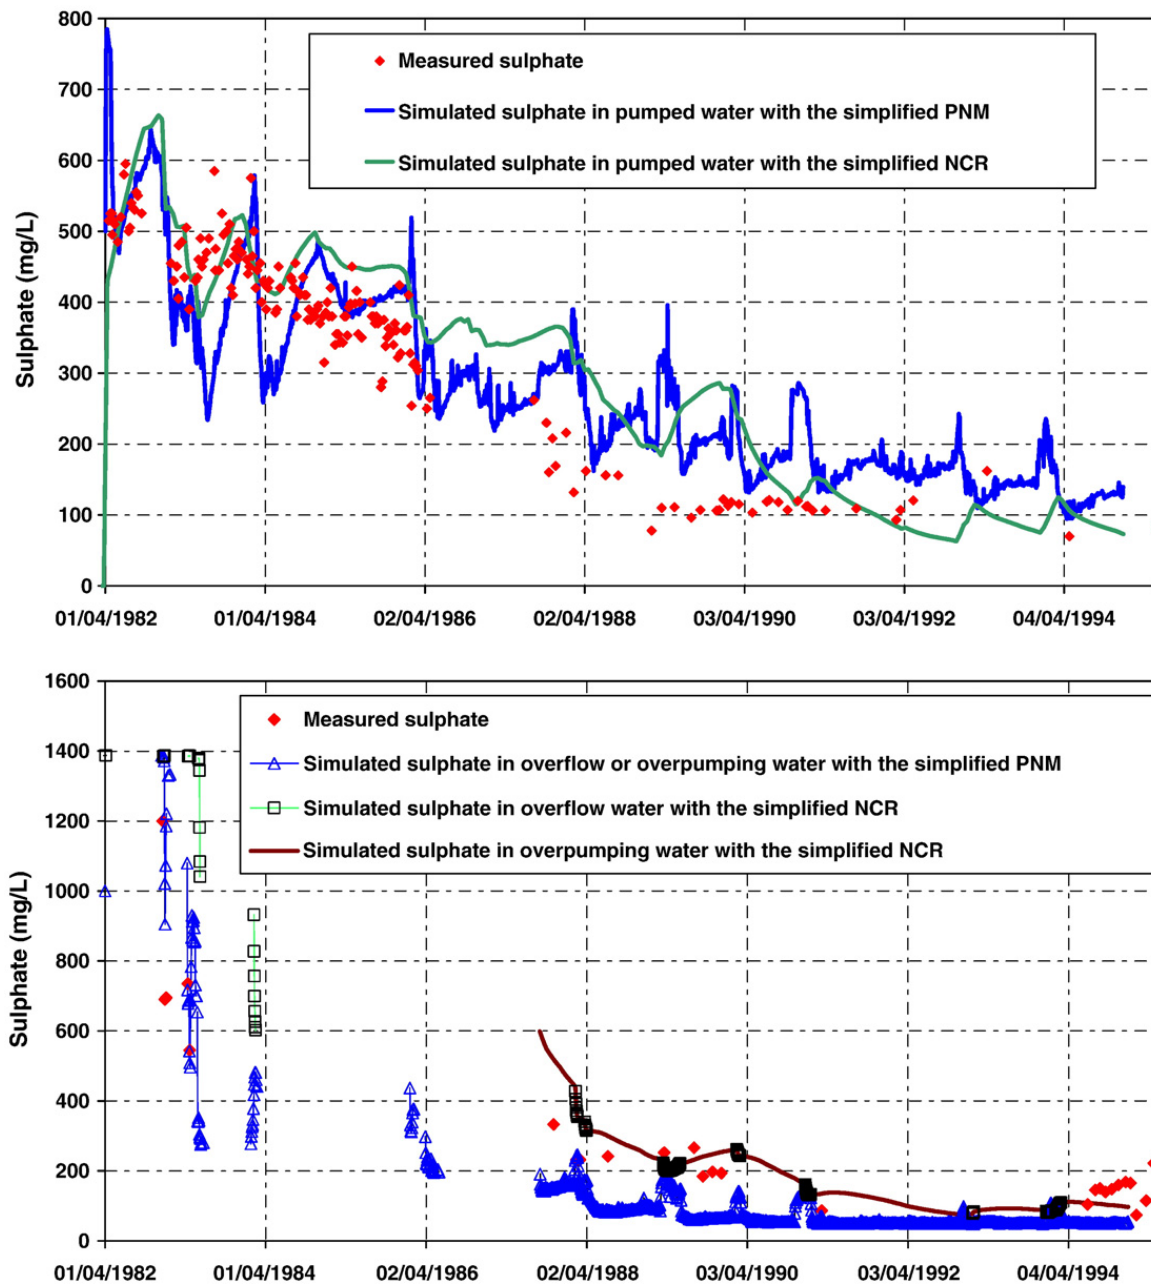 800
700
600
500
400
300
200
100
0
Sulphate (mg/L)
Measured sulphate
Simulated sulphate in pumped water with the simplified PNM
Simulated sulphate in pumped water with the simplified NCR
01/04/1982 01/04/1984 02/04/1986 02/04/1988 03/04/1990 03/04/1992 04/04/1994
1600
1400
1200
1000
800
600
400
200
0
Sulphate (mg/L)
Measured sulphate
Simulated sulphate in overflow or overpumping water with the simplified PNM
Simulated sulphate in overflow water with the simplified NCR
Simulated sulphate in overpumping water with the simplified NCR
01/04/1982 01/04/1984 02/04/1986 02/04/1988 03/04/1990 03/04/1992 04/04/1994